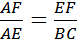 AF/AE = EF/BC